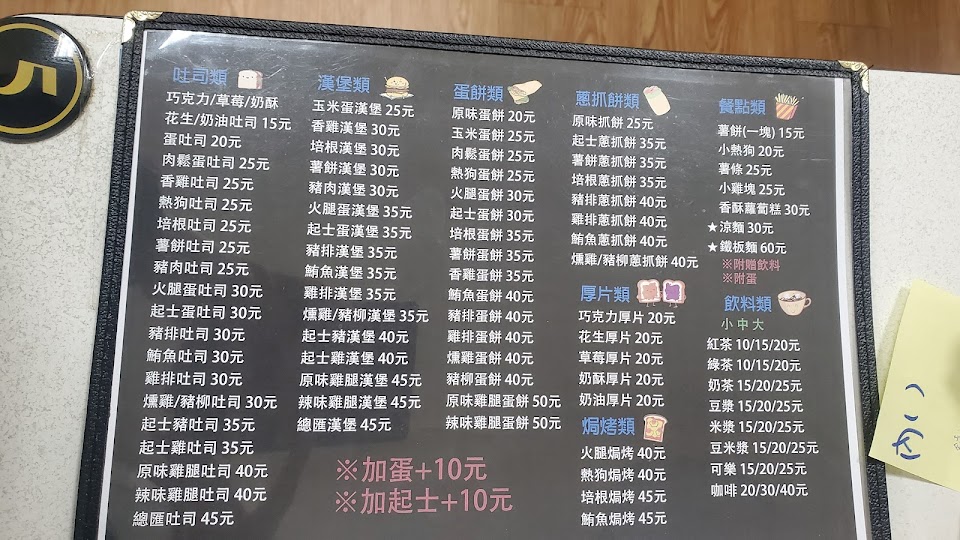 吐司類
巧克力/草莓/奶酥
花生/奶油吐司 15元
蛋吐司 20元
肉鬆蛋吐司 25元
香雞吐司 25元
熱狗吐司 25元
培根吐司 25元
薯餅吐司 25元
豬肉吐司 25元
火腿蛋吐司 30元
起士蛋吐司 30元
豬排吐司 30元
鮪魚吐司 30元
雞排吐司 30元
燻雞/豬柳吐司 30元
起士豬吐司 35元
起士雞吐司 35元
原味雞腿吐司 40元
辣味雞腿吐司 40元
總匯吐司 45元
漢堡類
玉米蛋漢堡 25元
香雞漢堡 30元
培根漢堡 30元
薯餅漢堡 30元
豬肉漢堡 30元
火腿蛋漢堡 35元
起士蛋漢堡 35元
豬排漢堡 35元
鮪魚漢堡 35元
雞排漢堡 35元
燻雞/豬柳漢堡 35元
起士豬漢堡 40元
起士雞漢堡 40元
原味雞腿漢堡 45元
辣味雞腿漢堡 45元
總匯漢堡 45元
蛋餅類
原味蛋餅 20元
玉米蛋餅 25元
肉鬆蛋餅 25元
熱狗蛋餅 25元
火腿蛋餅 30元
起士蛋餅 30元
培根蛋餅 35元
薯餅蛋餅 35元
香雞蛋餅 35元
鮪魚蛋餅 40元
豬排蛋餅 40元
雞排蛋餅 40元
燻雞蛋餅 40元
豬柳蛋餅 40元
原味雞腿蛋餅 50元
辣味雞腿蛋餅 50元
※加蛋+10元
※加起士+10元
蔥抓餅類
原味抓餅 25元
起士蔥抓餅 35元
薯餅蔥抓餅 35元
培根蔥抓餅 35元
豬排蔥抓餅 40元
雞排蔥抓餅 40元
鮪魚蔥抓餅 40元
燻雞/豬柳蔥抓餅 40元
厚片類
巧克力厚片 20元
花生厚片 20元
草莓厚片 20元
奶酥厚片 20元
奶油厚片 20元
焗烤類
火腿焗烤 40元
熱狗焗烤 40元
培根焗烤 45元
鮪魚焗烤 45元
餐點類
薯餅(一塊) 15元
小熱狗 20元
薯條 25元
小雞塊 25元
香酥蘿蔔糕 30元
★涼麵 30元
★鐵板麵 60元
※附贈飲料
※附蛋
飲料類
小 中 大
紅茶 10/15/20元
綠茶 10/15/20元
奶茶 15/20/25元
豆漿 15/20/25元
米漿 15/20/25元
豆米漿 15/20/25元
可樂 15/20/25元
咖啡 20/30/40元